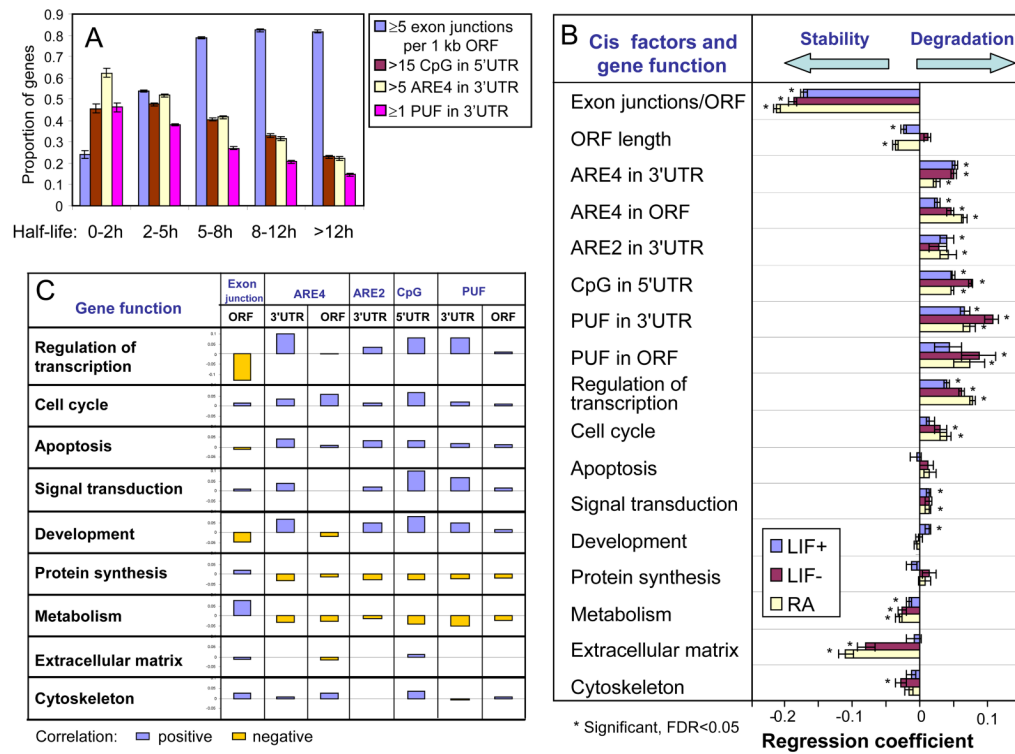 A
Proportion of genes
0.9
0.8
0.7
0.6
0.5
0.4
0.3
0.2
0.1
0
Half-life: 0-2h 2-5h 5-8h 8-12h >12h
≥5 exon junctions
per 1 kb ORF
>15 CpG in 5'UTR
>5 ARE4 in 3'UTR
≥1 PUF in 3'UTR
B
Cis factors and
gene function
Stability
Degradation
Exon junctions/ORF
ORF length
ARE4 in 3'UTR
ARE4 in ORF
ARE2 in 3'UTR
CpG in 5'UTR
PUF in 3'UTR
PUF in ORF
Regulation of
transcription
Cell cycle
Apoptosis
Signal transduction
Development
Protein synthesis
Metabolism
Extracellular matrix
Cytoskeleton
LIF+
LIF-
RA
-0.2 -0.1 0 0.1
* Significant, FDR<0.05
Regression coefficient
C
Gene function
Exon
junction
ARE4 ARE2 CpG PUF
ORF 3'UTR ORF 3'UTR 5'UTR 3'UTR ORF
Regulation of
transcription
Cell cycle
Apoptosis
Signal transduction
Development
Protein synthesis
Metabolism
Extracellular matrix
Cytoskeleton
Correlation: positive negative